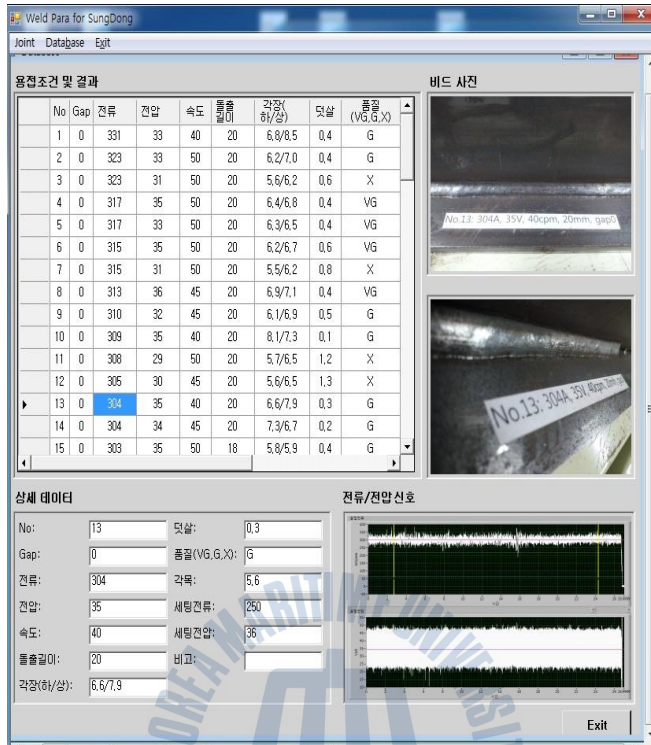 Weld Para for SungDong
Joint Database Exit
용접조건 및 결과
비드 사진
No Gap 전류 전압 속도 돌출길이 각장(하/상) 덧살 품질(VG,G,X)
1 0 331 33 40 20 6,8/8,5 0,4 G
2 0 323 33 50 20 6,2/7,0 0,4 G
3 0 323 31 50 20 5,6/6,2 0,6 X
4 0 317 35 50 20 6,4/6,8 0,4 VG
5 0 317 33 50 20 6,3/6,5 0,4 VG
6 0 315 35 50 20 6,2/6,7 0,6 VG
7 0 315 31 50 20 5,5/6,2 0,8 X
8 0 313 36 45 20 6,9/7,1 0,4 VG
9 0 310 32 45 20 6,1/6,9 0,5 G
10 0 309 35 40 20 8,1/7,3 0,1 G
11 0 308 29 50 20 5,7/6,5 1,2 X
12 0 305 30 45 20 5,6/6,5 1,3 X
13 0 304 35 40 20 6,6/7,9 0,3 G
14 0 304 34 45 20 7,3/6,7 0,2 G
15 0 303 35 50 18 5,8/5,9 0,4 G
No.13: 304A, 35V, 40cpm, 20mm, gap0
No.13: 304A, 35V, 40cpm, 20mm, ga
상세 데이터
전류/전압신호
No: 13 덧살: 0,3
Gap: 0 품질(VG,G,X): G
전류: 304 각목: 5,6
전압: 35 세팅전류: 250
속도: 40 세팅전압: 36
돌출길이: 20 비고:
각장(하/상): 6,6/7,9
Exit